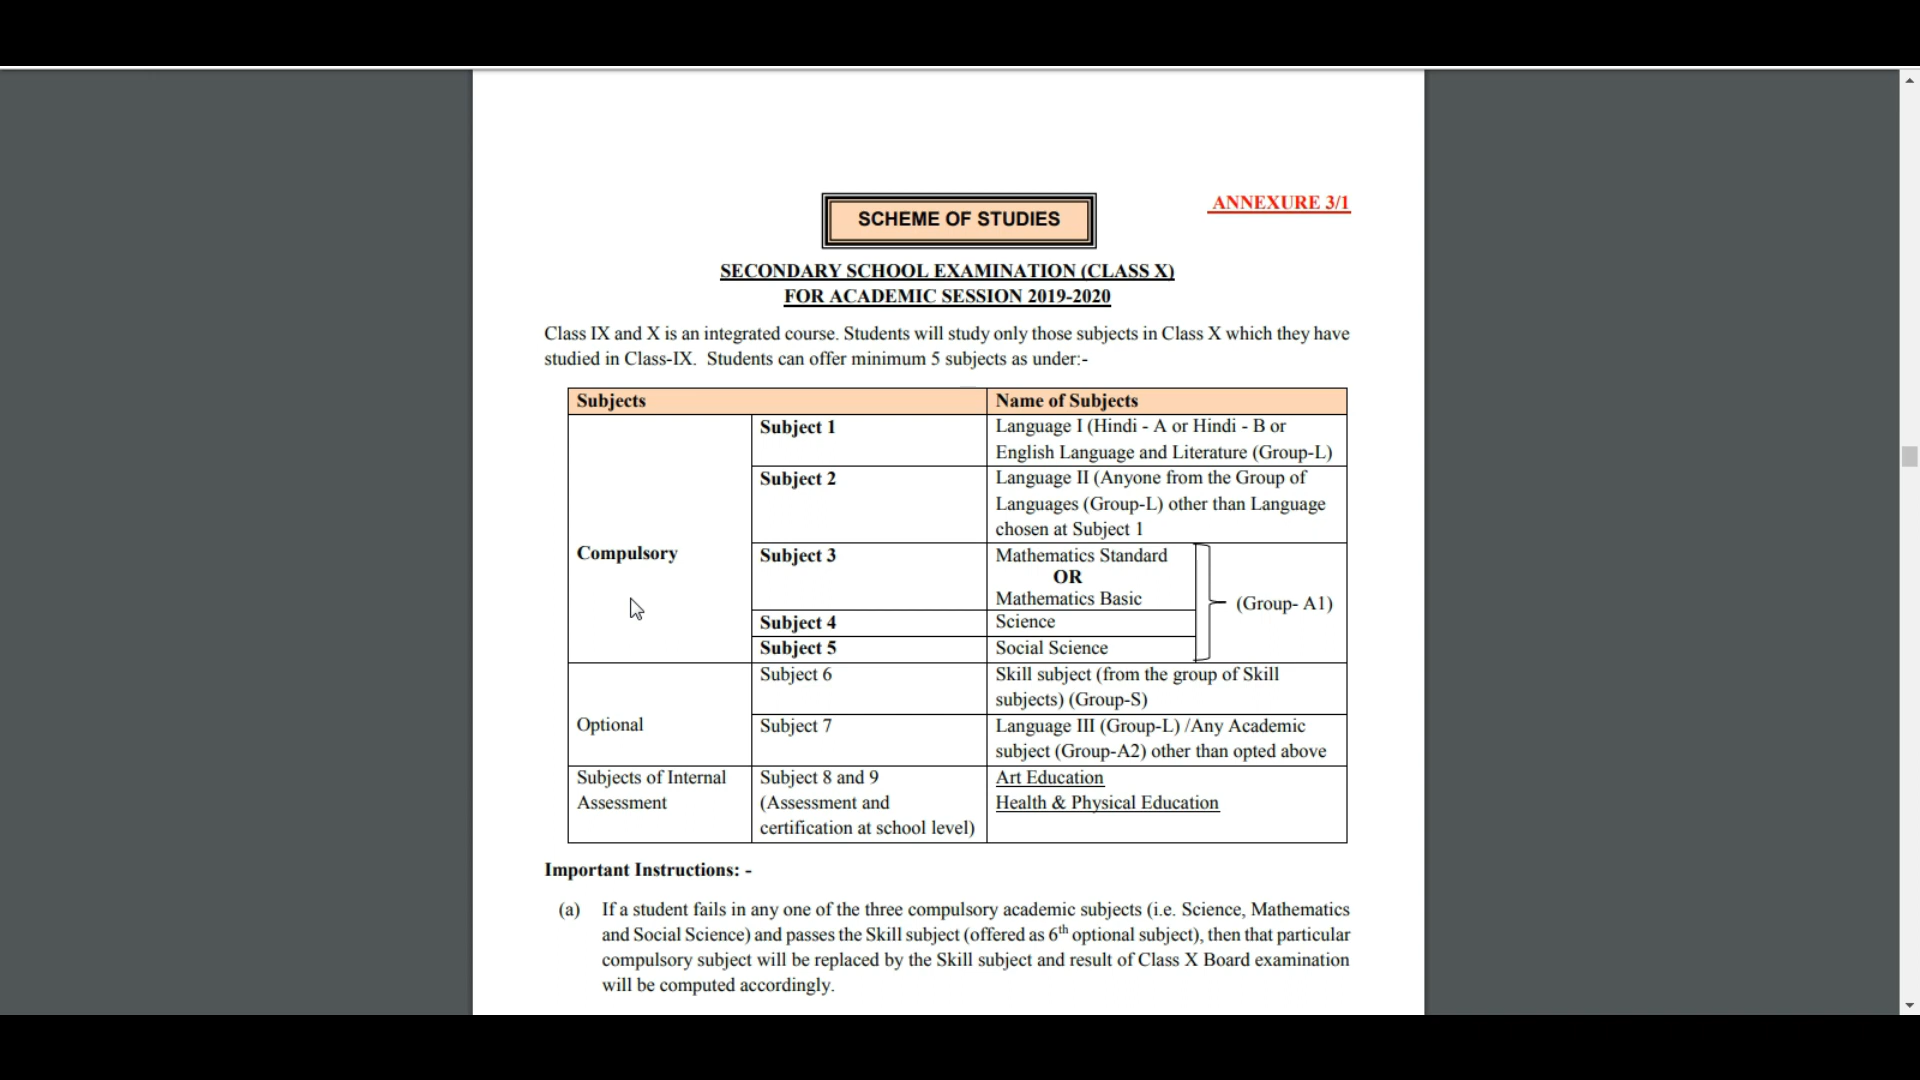 ANNEXURE 3/1
SCHEME OF STUDIES
SECONDARY SCHOOL EXAMINATION (CLASS X)
FOR ACADEMIC SESSION 2019-2020
Class IX and X is an integrated course. Students will study only those subjects in Class X which they have
studied in Class-IX. Students can offer minimum 5 subjects as under:-
Subjects
Name of Subjects
Compulsory
Subject 1
Language I (Hindi - A or Hindi - B or
English Language and Literature (Group-L)
Subject 2
Language II (Anyone from the Group of
Languages (Group-L) other than Language
chosen at Subject 1
Subject 3
Mathematics Standard
OR
Mathematics Basic
(Group- A1)
Subject 4
Science
Subject 5
Social Science
Optional
Subject 6
Skill subject (from the group of Skill
subjects) (Group-S)
Subject 7
Language III (Group-L) /Any Academic
subject (Group-A2) other than opted above
Subjects of Internal
Assessment
Subject 8 and 9
(Assessment and
certification at school level)
Art Education
Health & Physical Education
Important Instructions: -
(a) If a student fails in any one of the three compulsory academic subjects (i.e. Science, Mathematics
and Social Science) and passes the Skill subject (offered as 6th optional subject), then that particular
compulsory subject will be replaced by the Skill subject and result of Class X Board examination
will be computed accordingly.